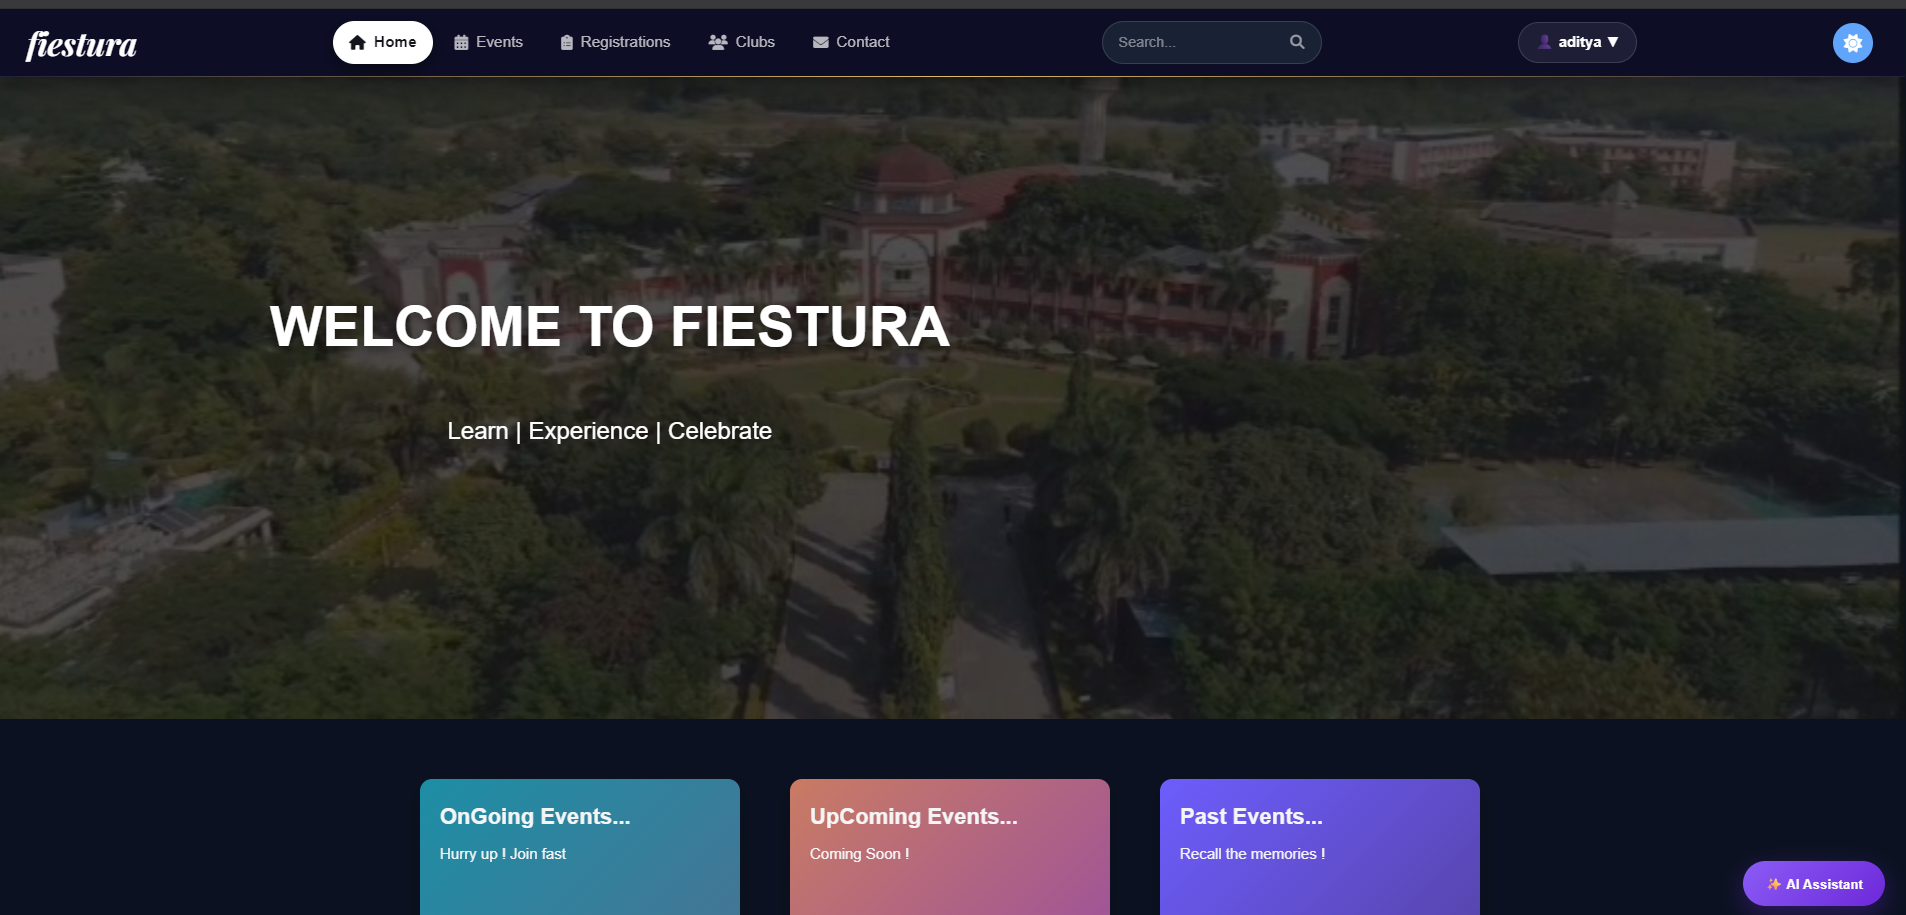 fiestura
Home
Events
Registrations
Clubs
Contact
Search...
aditya ▼
WELCOME TO FIESTURA
Learn | Experience | Celebrate
OnGoing Events...
Hurry up ! Join fast
UpComing Events...
Coming Soon !
Past Events...
Recall the memories !
✨ AI Assistant